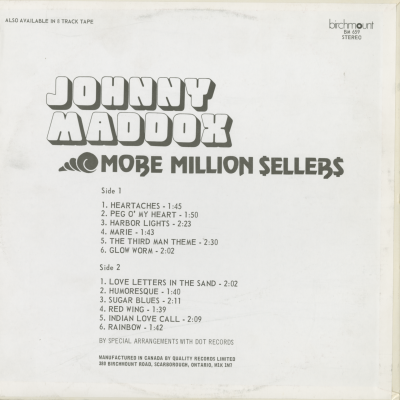 ALSO AVAILABLE IN 8 TRACK TAPE
birchmount
BM 659
STEREO
JOHNNY
MADDOX
MORE MILLION $ELLER$
Side 1
1. HEARTACHES - 1:45
2. PEG O' MY HEART - 1:50
3. HARBOR LIGHTS - 2:23
4. MARIE - 1:43
5. THE THIRD MAN THEME - 2:30
6. GLOW WORM - 2:02
Side 2
1. LOVE LETTERS IN THE SAND - 2:02
2. HUMORESQUE - 1:40
3. SUGAR BLUES - 2:11
4. RED WING - 1:39
5. INDIAN LOVE CALL - 2:09
6. RAINBOW - 1:42
BY SPECIAL ARRANGEMENTS WITH DOT RECORDS
MANUFACTURED IN CANADA BY QUALITY RECORDS LIMITED
380 BIRCHMOUNT ROAD, SCARBOROUGH, ONTARIO, M1K 1M7